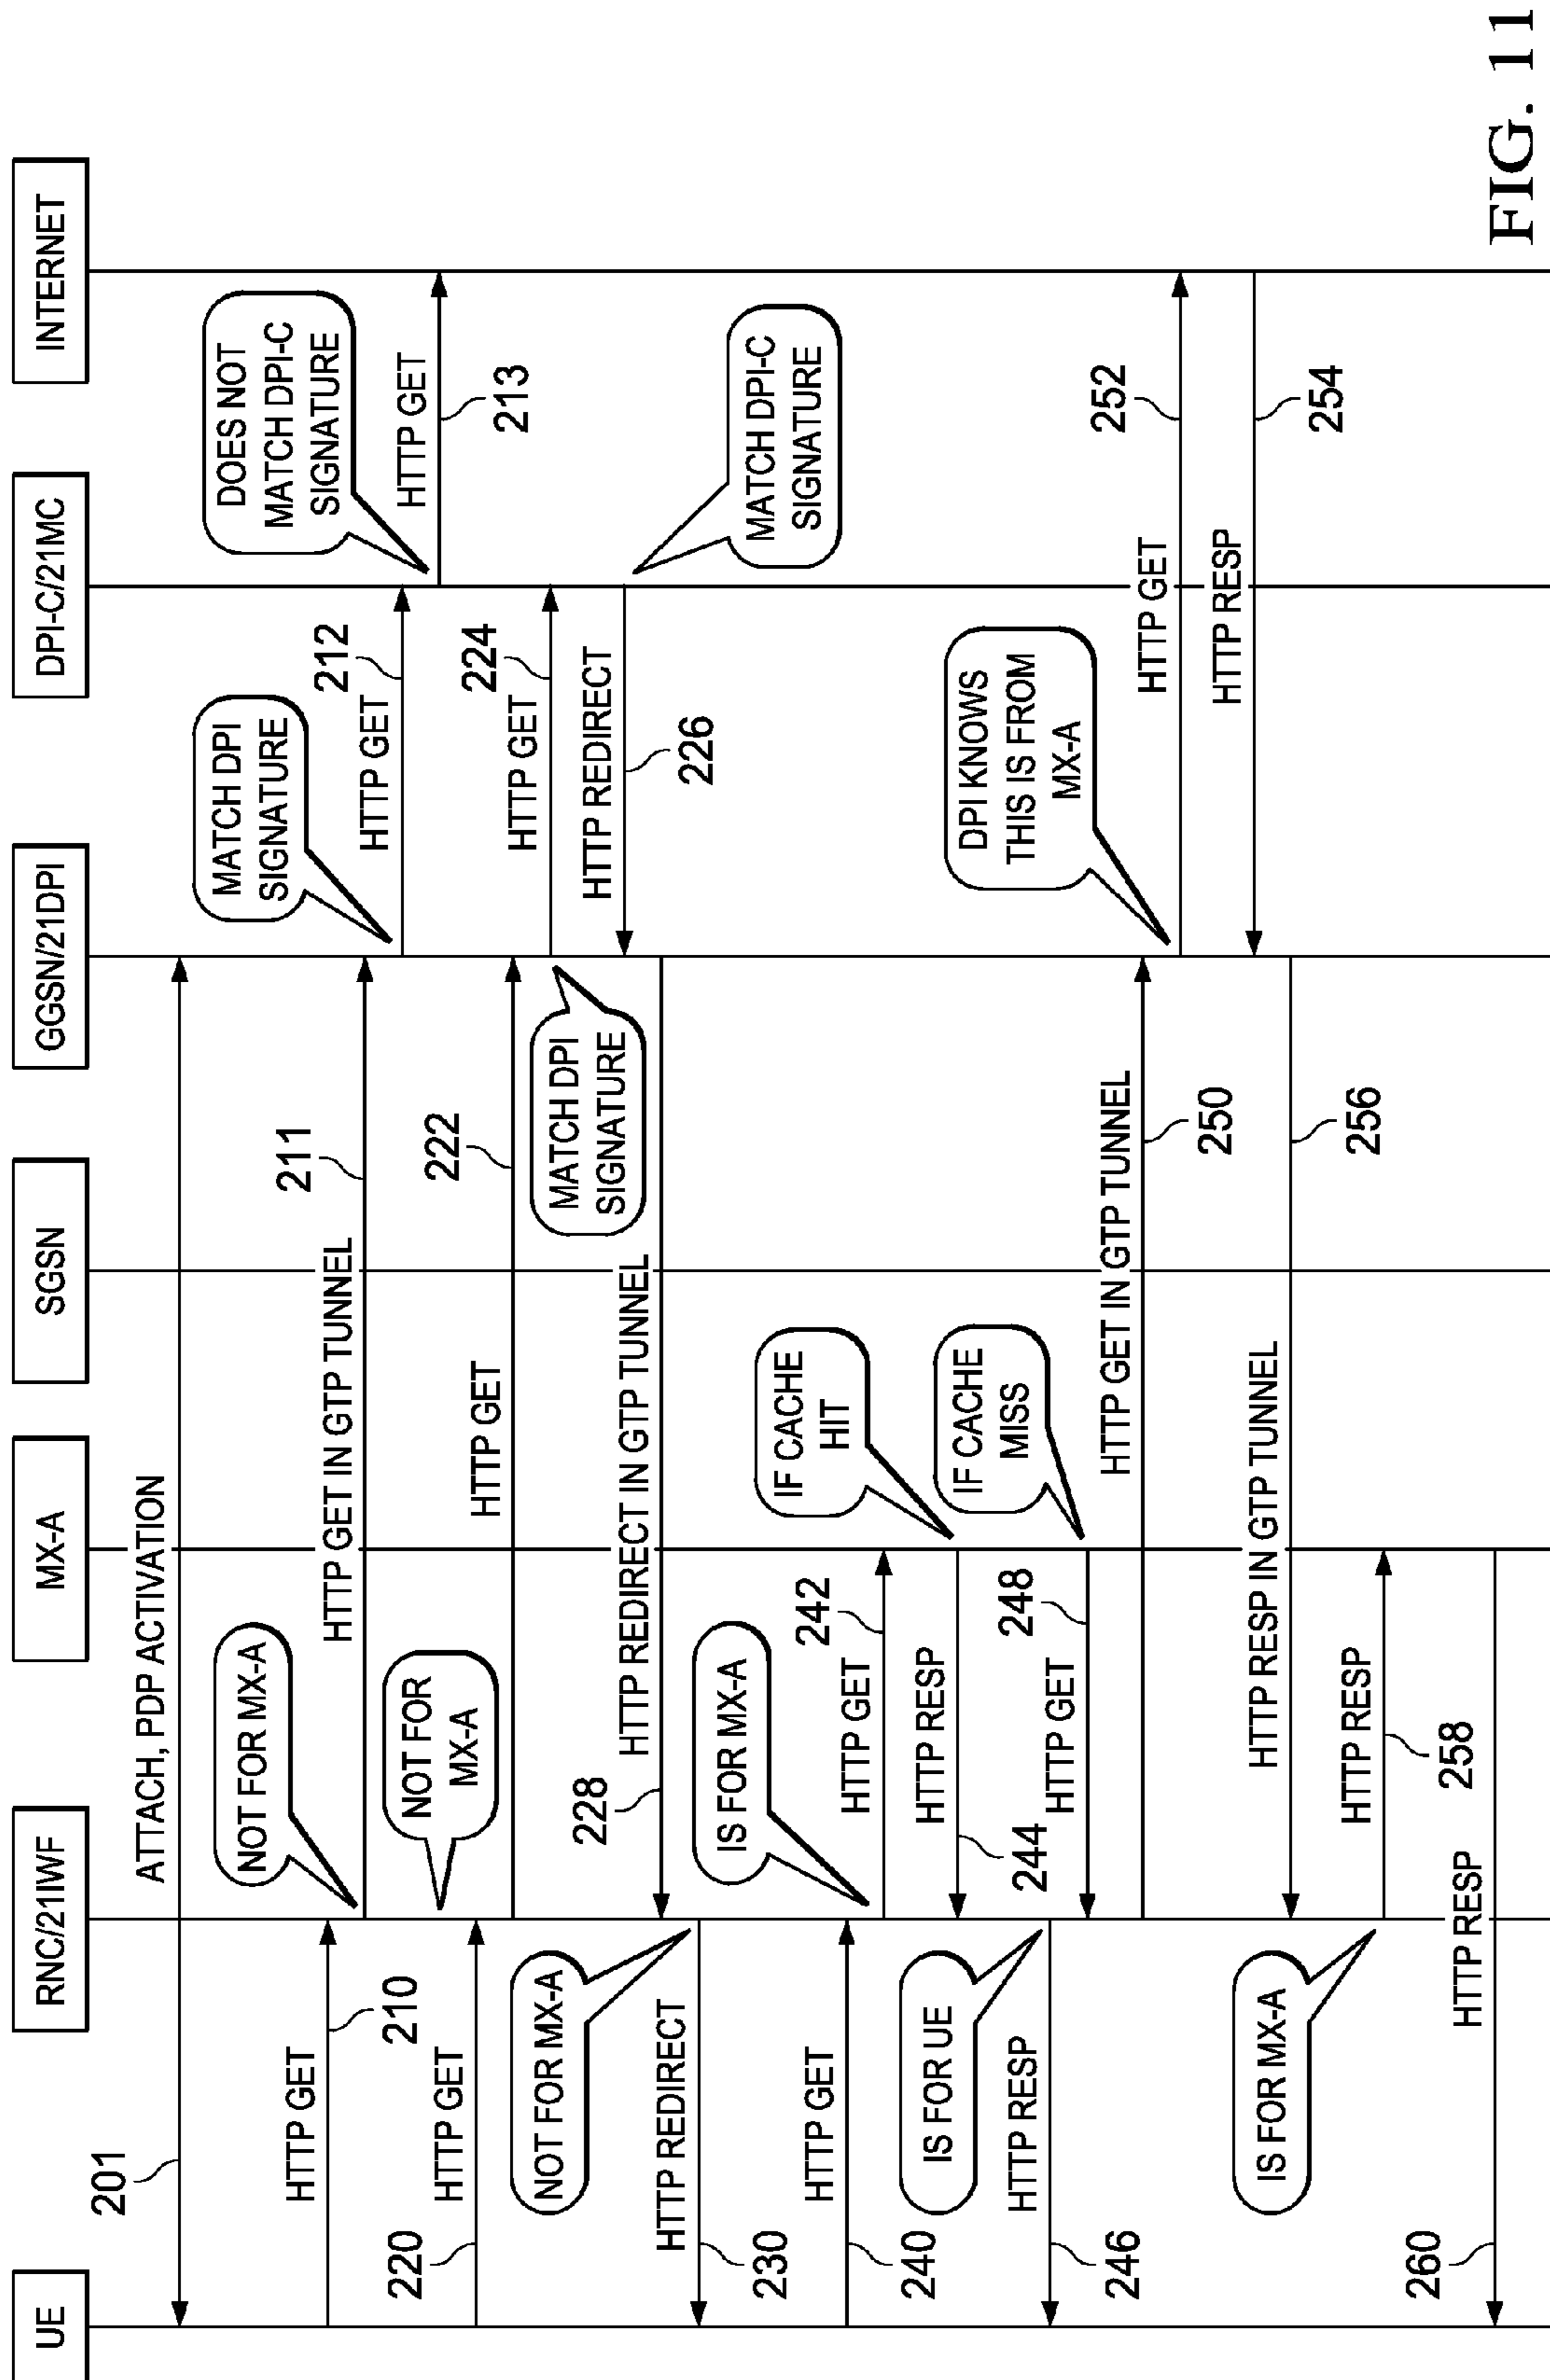 UE
RNC/21IWF
MX-A
SGSN
GGSN/21DPI
DPI-C/21MC
INTERNET
201
ATTACH, PDP ACTIVATION
HTTP GET
210
NOT FOR MX-A
HTTP GET IN GTP TUNNEL
211
MATCH DPI
SIGNATURE
HTTP GET
212
DOES NOT
MATCH DPI-C
SIGNATURE
HTTP GET
213
HTTP GET
220
NOT FOR
MX-A
HTTP GET
222
MATCH DPI
SIGNATURE
HTTP GET
224
MATCH DPI-C
SIGNATURE
HTTP REDIRECT
226
HTTP REDIRECT IN GTP TUNNEL
228
NOT FOR MX-A
HTTP REDIRECT
230
HTTP GET
240
IS FOR MX-A
HTTP GET
242
IF CACHE
HIT
HTTP RESP
244
IS FOR UE
HTTP RESP
246
IF CACHE
MISS
HTTP GET
248
HTTP GET IN GTP TUNNEL
250
DPI KNOWS
THIS IS FROM
MX-A
HTTP GET
252
HTTP RESP
254
HTTP RESP IN GTP TUNNEL
256
IS FOR MX-A
HTTP RESP
258
HTTP RESP
260
FIG. 11